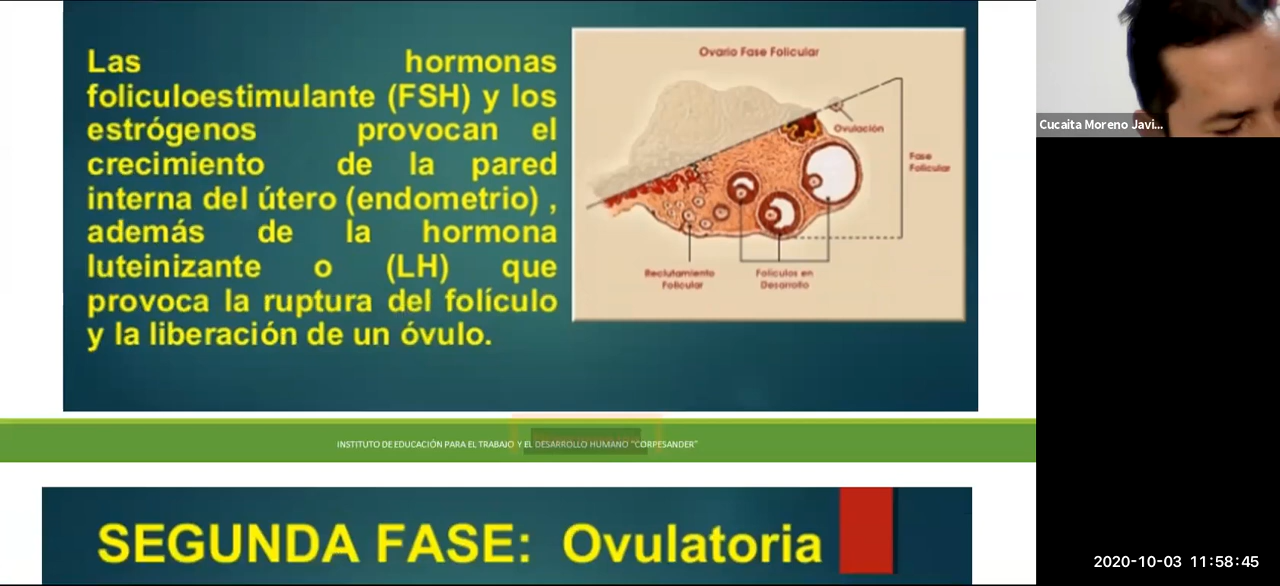 Las hormonas
foliculoestimulante (FSH) y los
estrógenos provocan el
crecimiento de la pared
interna del útero (endometrio) ,
además de la hormona
luteinizante o (LH) que
provoca la ruptura del folículo
y la liberación de un óvulo.
Ovario Fase Folicular
Ovulación
Fase
Folicular
Reclutamiento
Folicular
Folículos en
Desarrollo
INSTITUTO DE EDUCACIÓN PARA EL TRABAJO Y EL DESARROLLO HUMANO "CORPESANDER"
SEGUNDA FASE: Ovulatoria
Cucaita Moreno Javi...
2020-10-03 11:58:45